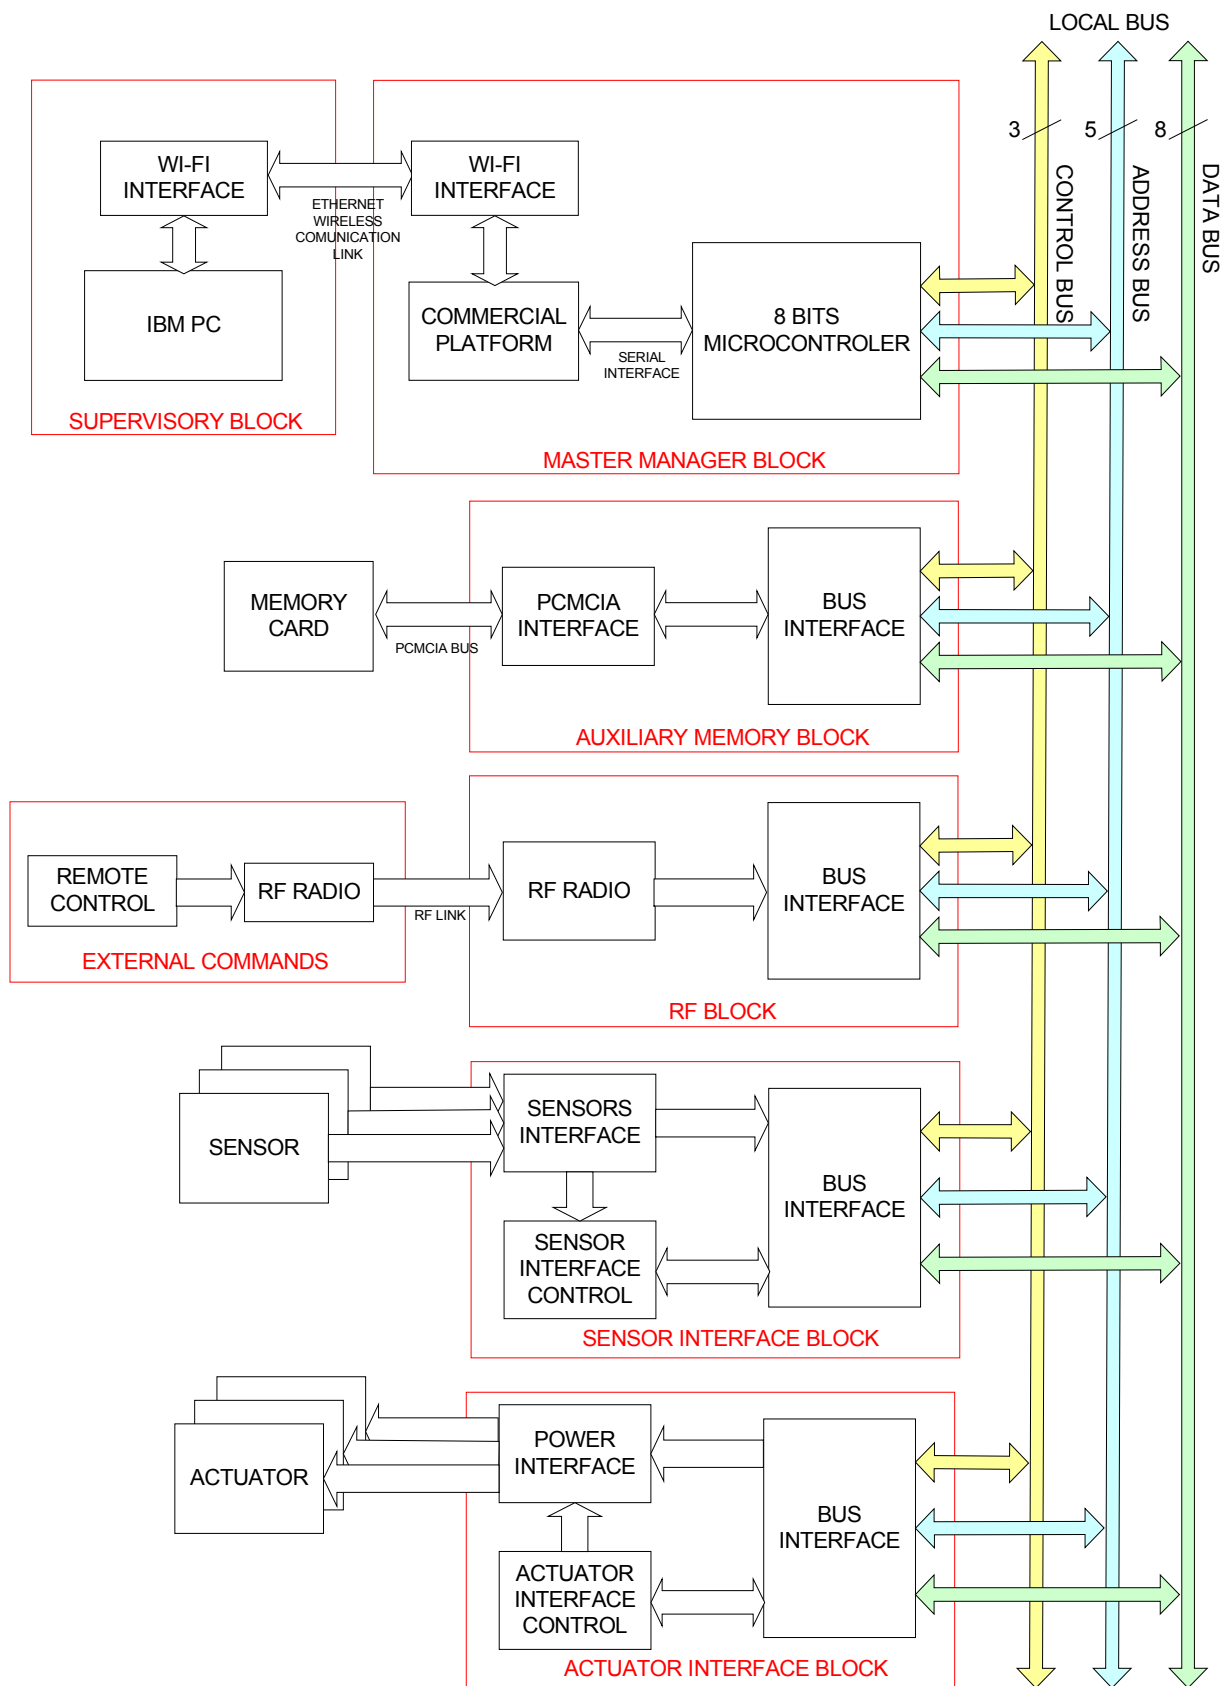 LOCAL BUS
3
5
8
CONTROL BUS
ADDRESS BUS
DATA BUS
WI-FI
INTERFACE
ETHERNET
WIRELESS
COMUNICATION
LINK
WI-FI
INTERFACE
IBM PC
COMMERCIAL
PLATFORM
SERIAL
INTERFACE
8 BITS
MICROCONTROLER
SUPERVISORY BLOCK
MASTER MANAGER BLOCK
MEMORY
CARD
PCMCIA BUS
PCMCIA
INTERFACE
BUS
INTERFACE
AUXILIARY MEMORY BLOCK
REMOTE
CONTROL
RF RADIO
RF LINK
RF RADIO
BUS
INTERFACE
EXTERNAL COMMANDS
RF BLOCK
SENSOR
SENSORS
INTERFACE
SENSOR
INTERFACE
CONTROL
BUS
INTERFACE
SENSOR INTERFACE BLOCK
ACTUATOR
POWER
INTERFACE
ACTUATOR
INTERFACE
CONTROL
BUS
INTERFACE
ACTUATOR INTERFACE BLOCK